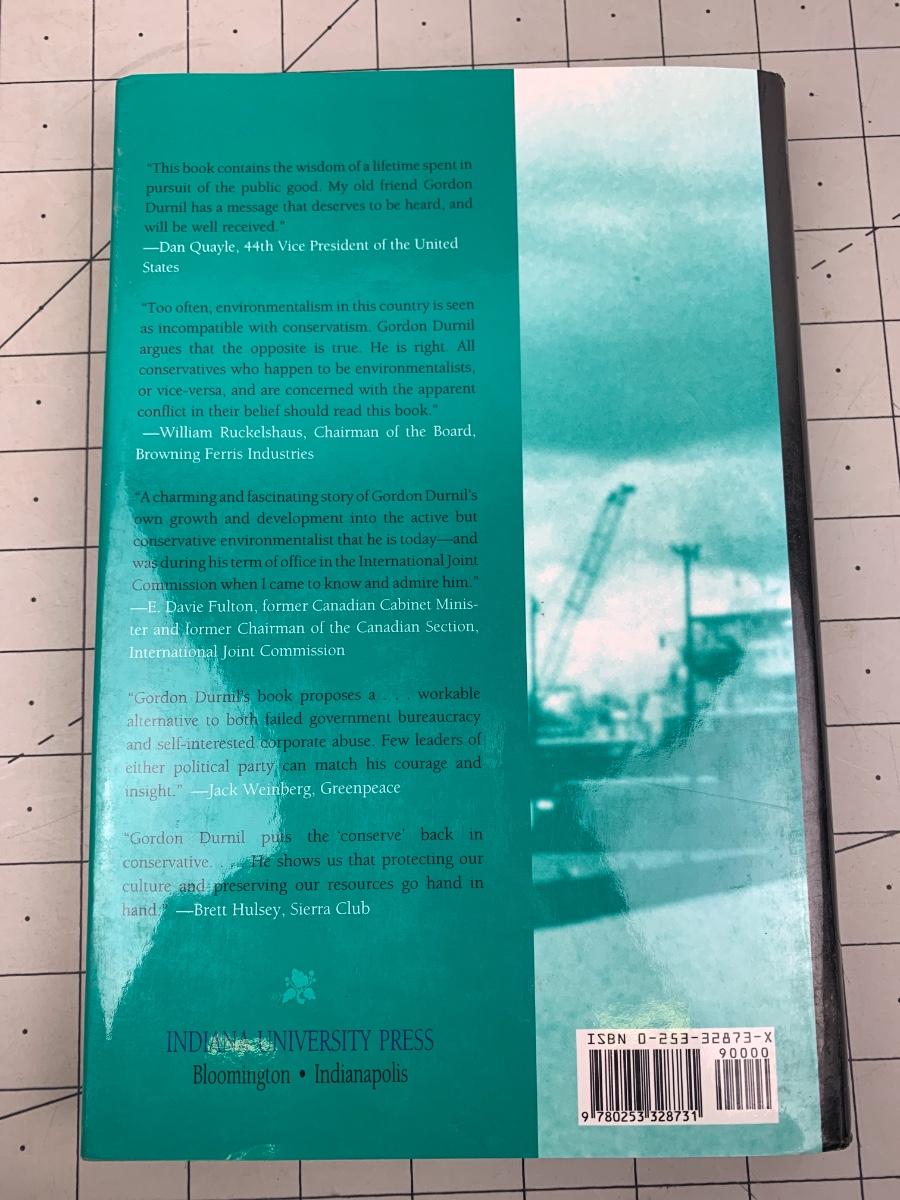 "This book contains the wisdom of a lifetime spent in
pursuit of the public good. My old friend Gordon
Durnil has a message that deserves to be heard, and
will be well received."
—Dan Quayle, 44th Vice President of the United
States
"Too often, environmentalism in this country is seen
as incompatible with conservatism. Gordon Durnil
argues that the opposite is true. He is right. All
conservatives who happen to be environmentalists,
or vice-versa, and are concerned with the apparent
conflict in their belief should read this book."
—William Ruckelshaus, Chairman of the Board,
Browning Ferris Industries
"A charming and fascinating story of Gordon Durnil's
own growth and development into the active but
conservative environmentalist that he is today—and
was during his term of office in the International Joint
Commission when I came to know and admire him."
—E. Davie Fulton, former Canadian Cabinet Minis-
ter and former Chairman of the Canadian Section,
International Joint Commission
"Gordon Durnil's book proposes a . . . workable
alternative to both failed government bureaucracy
and self-interested corporate abuse. Few leaders of
either political party can match his courage and
insight." —Jack Weinberg, Greenpeace
"Gordon Durnil puts the 'conserve' back in
conservative. . . . He shows us that protecting our
culture and preserving our resources go hand in
hand." —Brett Hulsey, Sierra Club
INDIANA UNIVERSITY PRESS
Bloomington • Indianapolis
ISBN 0-253-32873-X
90000
9 780253 328731